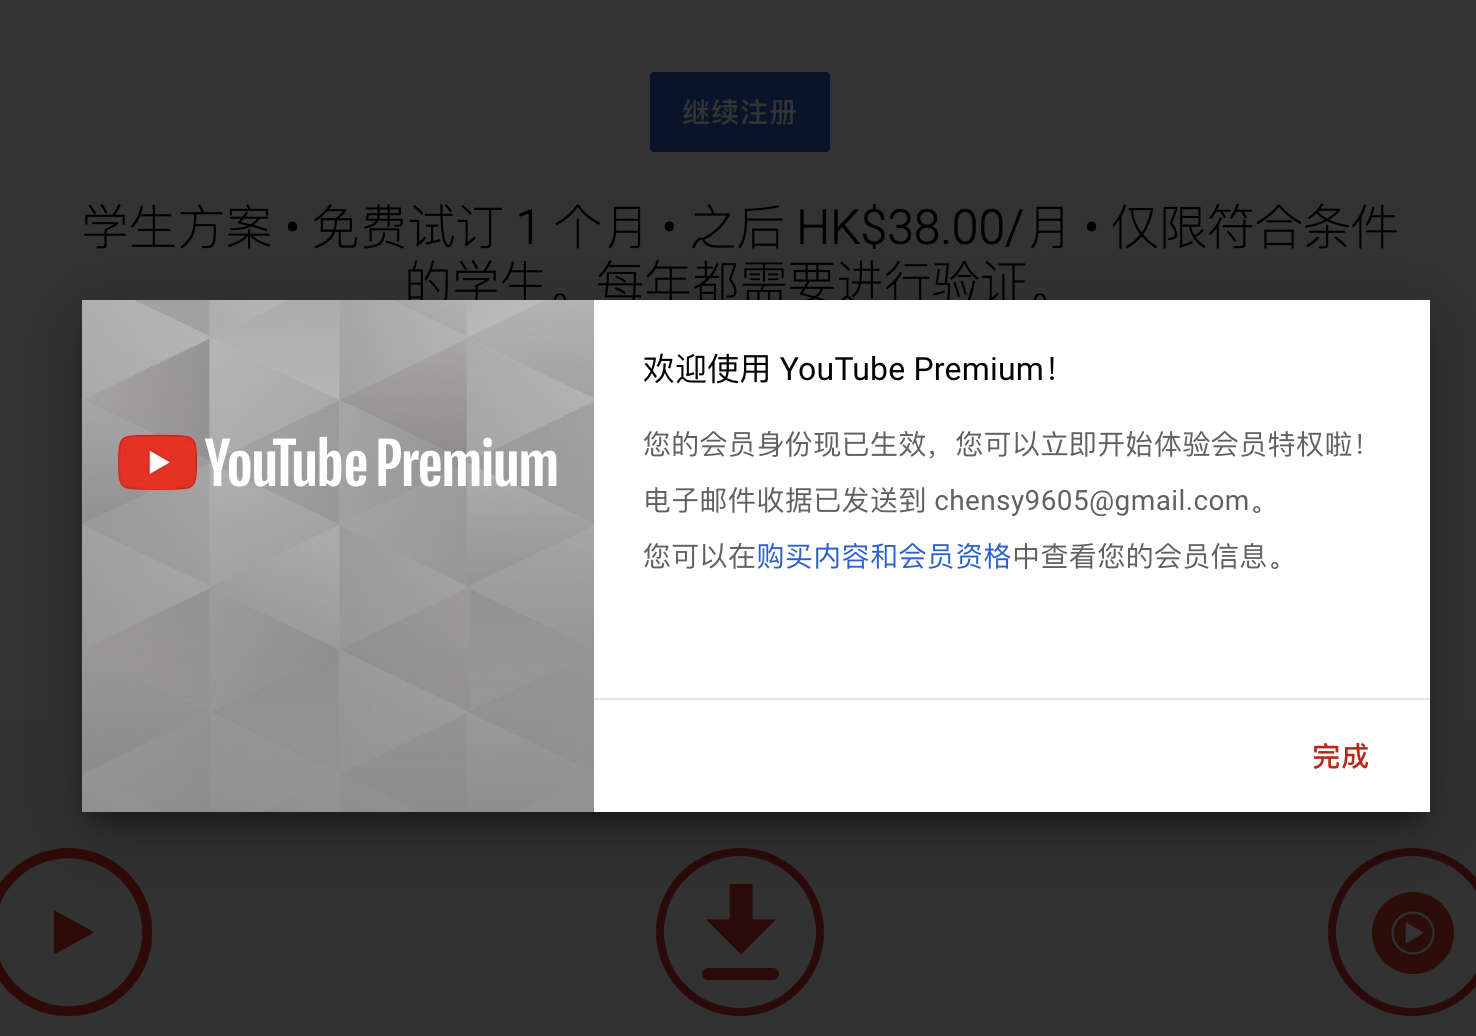 继续注册
学生方案 • 免费试订 1 个月 • 之后 HK$38.00/月 • 仅限符合条件
的学生。每年都需要进行验证。
YouTube Premium
欢迎使用 YouTube Premium！
您的会员身份现已生效，您可以立即开始体验会员特权啦！
电子邮件收据已发送到 chensy9605@gmail.com。
您可以在购买内容和会员资格中查看您的会员信息。
完成